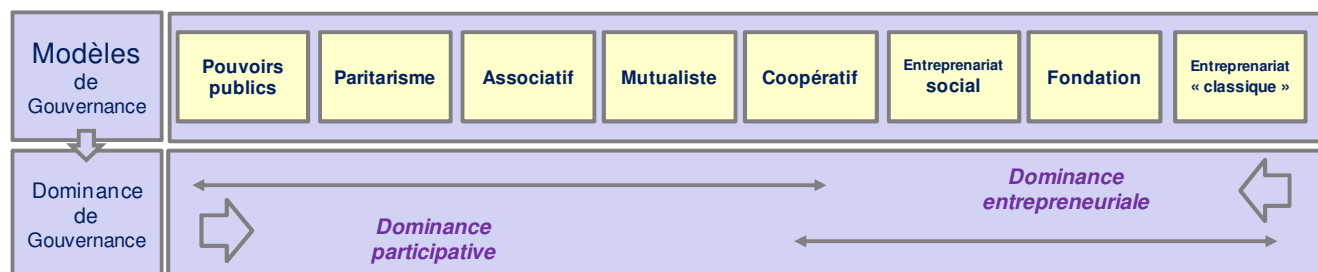 Modèles
de
Gouvernance
Pouvoirs
publics
Paritarisme
Associatif
Mutualiste
Coopératif
Entreprenariat
social
Fondation
Entreprenariat
« classique »
Dominance
de
Gouvernance
Dominance
participative
Dominance
entrepreneuriale